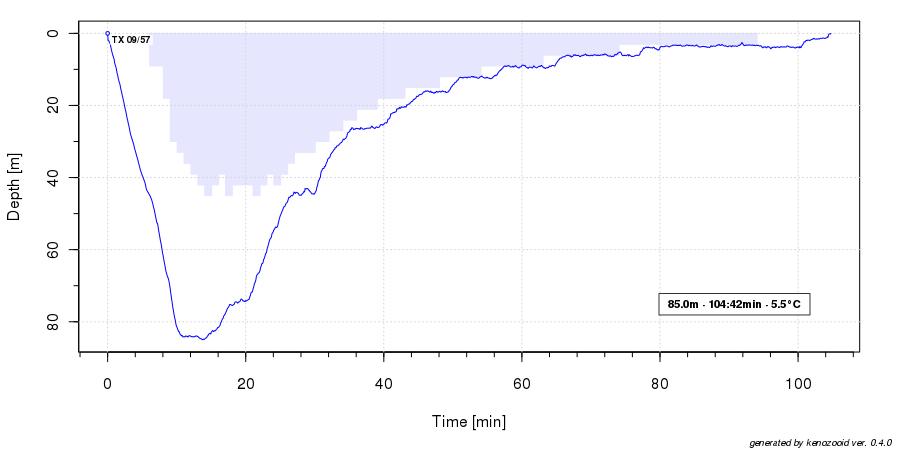 TX 09/57
0
20
40
60
80
Depth [m]
85.0m - 104:42min - 5.5°C
0 20 40 60 80 100
Time [min]
generated by kenozooid ver. 0.4.0